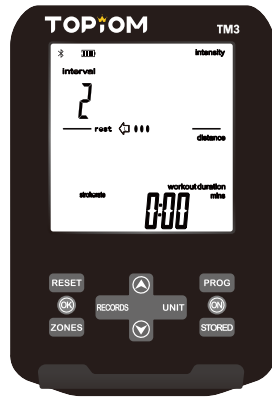 TOPIOM
TM3
intensity
interval
2
rest
distance
strokerate
workout duration
mins
0:00
RESET
PROG
OK
RECORDS
UNIT
ON
ZONES
STORED